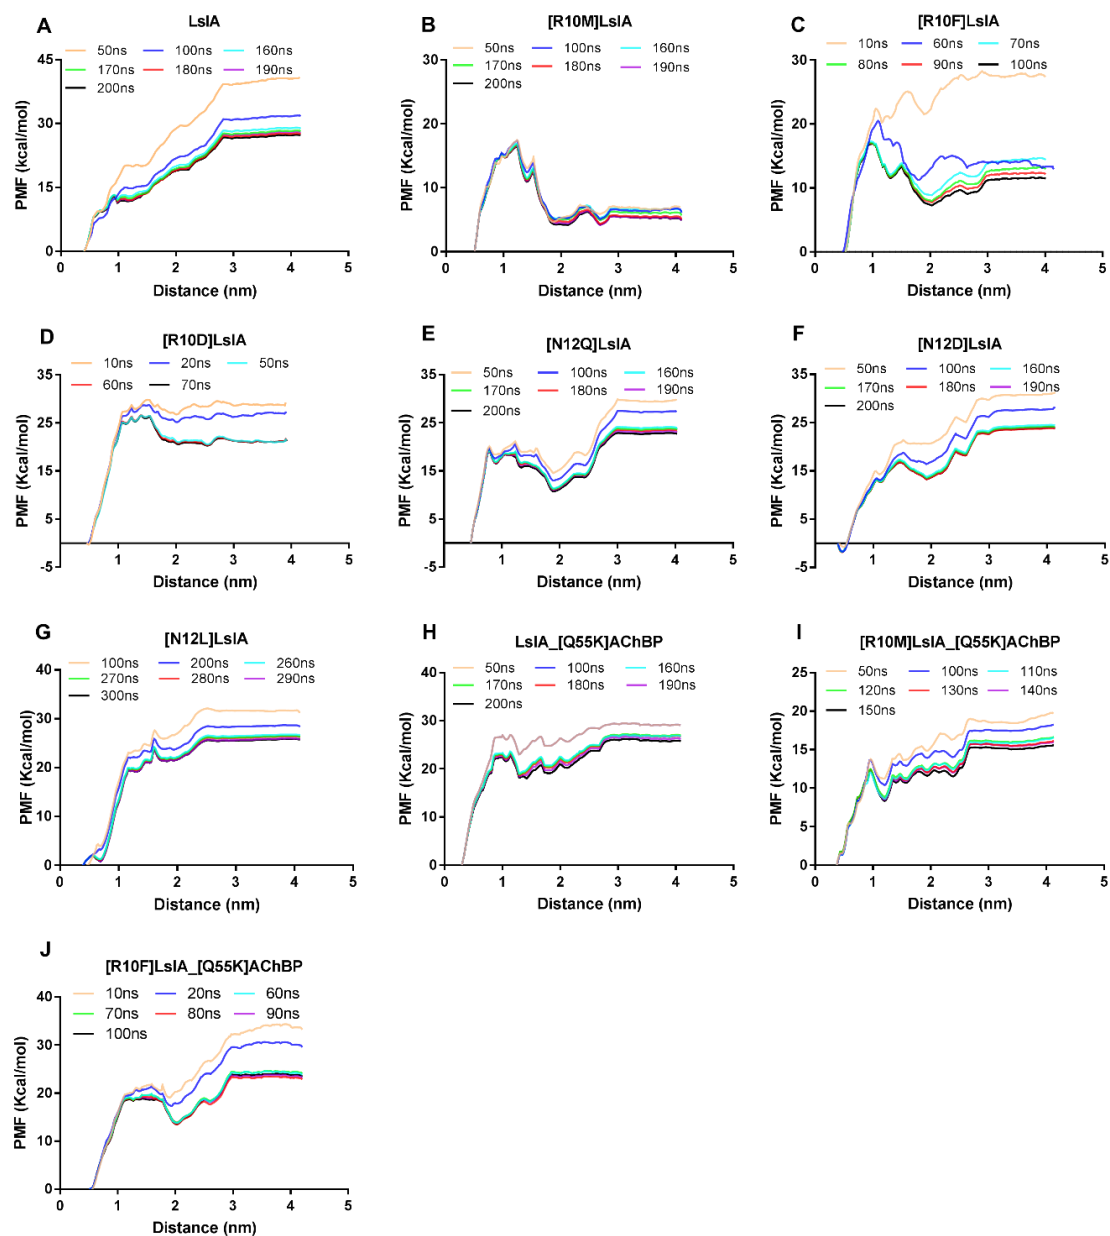 A
LsIA
50ns 100ns 160ns
170ns 180ns 190ns
200ns
45
30
15
0
PMF (kcal/mol)
0 1 2 3 4 5
Distance (nm)
B
[R10M]LsIA
50ns 100ns 160ns
170ns 180ns 190ns
200ns
30
20
10
0
PMF (Kcal/mol)
0 1 2 3 4 5
Distance (nm)
C
[R10F]LsIA
10ns 60ns 70ns
80ns 90ns 100ns
30
20
10
0
PMF (Kcal/mol)
0 1 2 3 4 5
Distance (nm)
D
[R10D]LsIA
10ns 20ns 50ns
60ns 70ns
35
25
15
5
-5
PMF (Kcal/mol)
1 2 3 4 5
Distance (nm)
E
[N12Q]LsIA
50ns 100ns 160ns
170ns 180ns 190ns
200ns
35
25
15
5
-5
PMF (Kcal/mol)
1 2 3 4 5
Distance (nm)
F
[N12D]LsIA
50ns 100ns 160ns
170ns 180ns 190ns
200ns
35
25
15
5
-5
PMF (Kcal/mol)
1 2 3 4 5
Distance (nm)
G
[N12L]LsIA
100ns 200ns 260ns
270ns 280ns 290ns
300ns
40
30
20
10
0
PMF (Kcal/mol)
0 1 2 3 4 5
Distance (nm)
H
LsIA_[Q55K]AChBP
50ns 100ns 160ns
170ns 180ns 190ns
200ns
40
30
20
10
0
PMF (Kcal/mol)
0 1 2 3 4 5
Distance (nm)
I
[R10M]LsIA_[Q55K]AChBP
50ns 100ns 110ns
120ns 130ns 140ns
150ns
25
20
15
10
5
0
PMF (Kcal/mol)
0 1 2 3 4 5
Distance (nm)
J
[R10F]LsIA_[Q55K]AChBP
10ns 20ns 60ns
70ns 80ns 90ns
100ns
40
30
20
10
0
PMF (Kcal/mol)
0 1 2 3 4 5
Distance (nm)